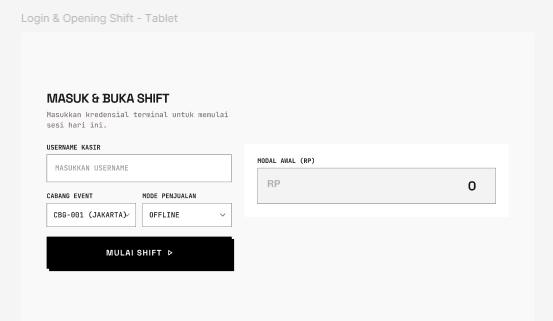 Login & Opening Shift - Tablet
MASUK & BUKA SHIFT
Masukkan kredensial terminal untuk memulai
sesi hari ini.
USERNAME KASIR
MASUKKAN USERNAME
CABANG EVENT
MODE PENJUALAN
CBG-001 (JAKARTA)
OFFLINE
MULAI SHIFT
MODAL AWAL (RP)
RP
0